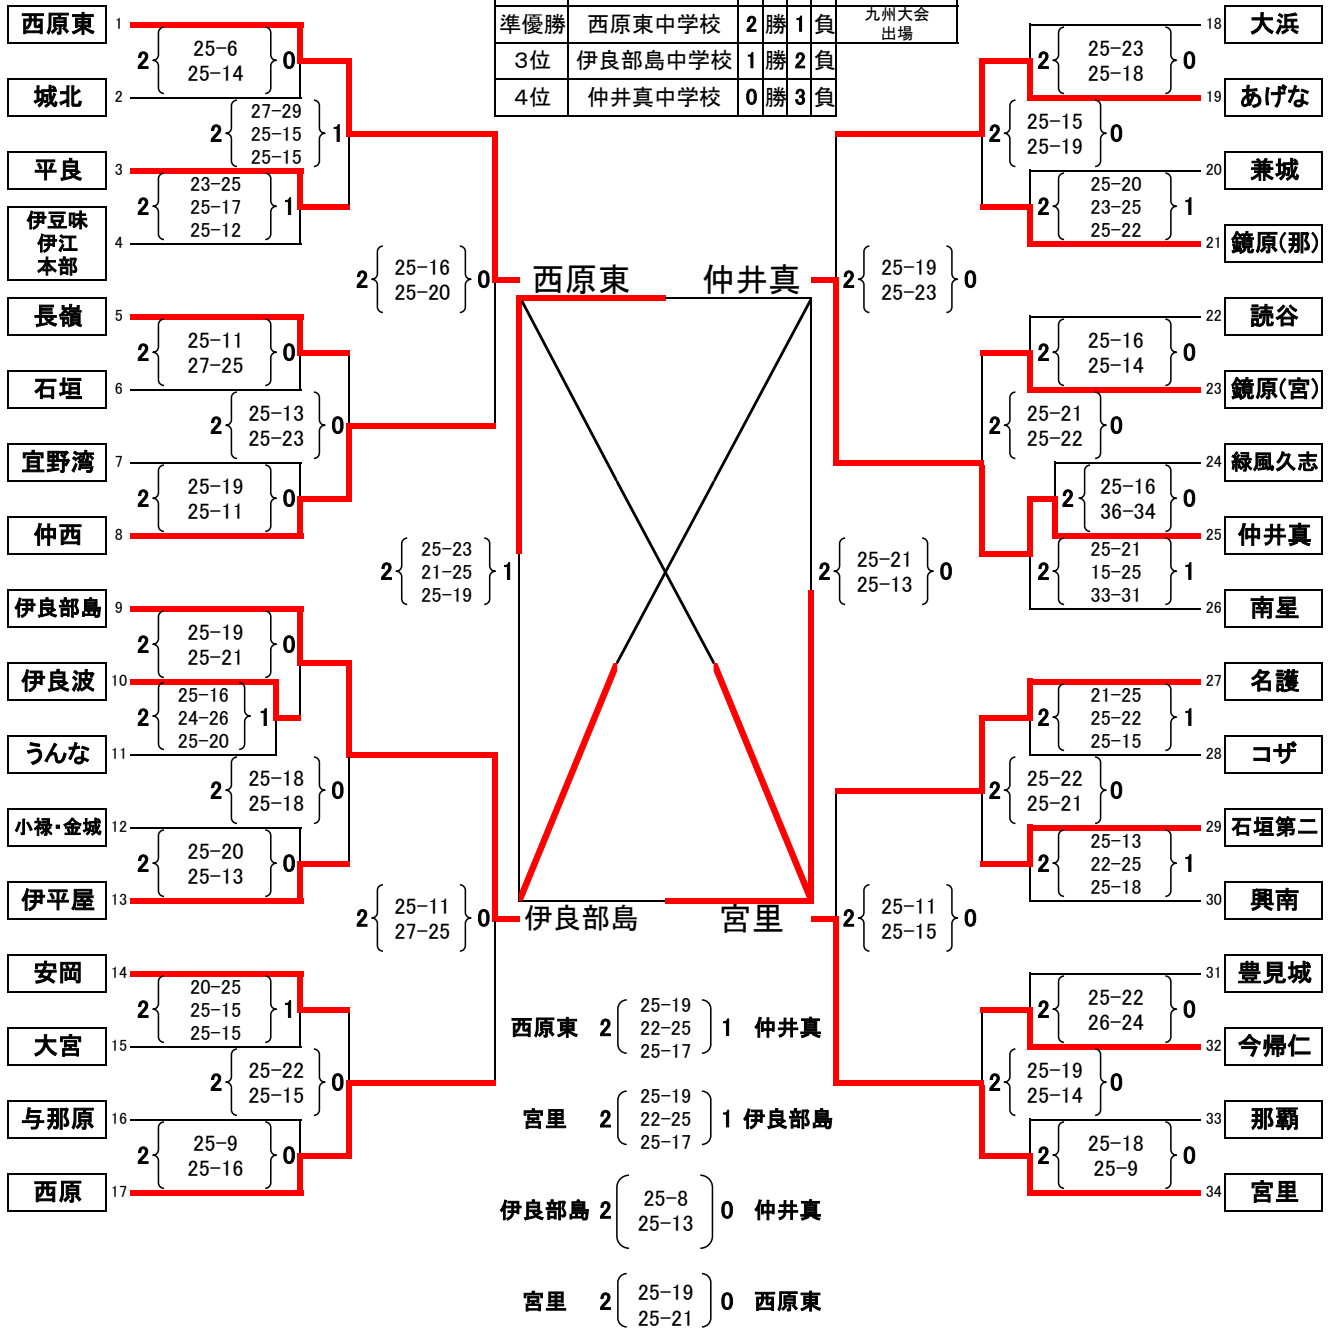 準優勝 西原東中学校 2 勝 1 負 九州大会
出場
3位 伊良部島中学校 1 勝 2 負
4位 仲井真中学校 0 勝 3 負
西原東 1
2 25-6 0
25-14
城北 2
2 27-29 1
25-15
25-15
平良 3
2 23-25 1
25-17
25-12
伊豆味
伊江
本部 4
2 25-16 0
25-20
長嶺 5
2 25-11 0
27-25
石垣 6
2 25-13 0
25-23
宜野湾 7
2 25-19 0
25-11
仲西 8
2 25-23 1
21-25
25-19
伊良部島 9
2 25-19 0
25-21
伊良波 10
2 25-16 1
24-26
25-20
うんな 11
2 25-18 0
25-18
小禄・金城 12
2 25-20 0
25-13
伊平屋 13
2 25-11 0
27-25
安岡 14
2 20-25 1
25-15
25-15
大宮 15
2 25-22 0
25-15
与那原 16
2 25-9 0
25-16
西原 17
西原東 仲井真
伊良部島 宮里
18 大浜
2 25-23 0
25-18
19 あげな
2 25-15 0
25-19
20 兼城
2 25-20 1
23-25
25-22
21 鏡原(那)
2 25-19 0
25-23
22 読谷
2 25-16 0
25-14
23 鏡原(宮)
2 25-21 0
25-22
24 緑風久志
2 25-16 0
36-34
25 仲井真
2 25-21 1
15-25
33-31
26 南星
2 25-21 0
25-13
27 名護
2 21-25 1
25-22
25-15
28 コザ
2 25-22 0
25-21
29 石垣第二
2 25-13 1
22-25
25-18
30 興南
2 25-11 0
25-15
31 豊見城
2 25-22 0
26-24
32 今帰仁
2 25-19 0
25-14
33 那覇
2 25-18 0
25-9
34 宮里
西原東 2 25-19 1 仲井真
22-25
25-17
宮里 2 25-19 1 伊良部島
22-25
25-17
伊良部島 2 25-8 0 仲井真
25-13
宮里 2 25-19 0 西原東
25-21